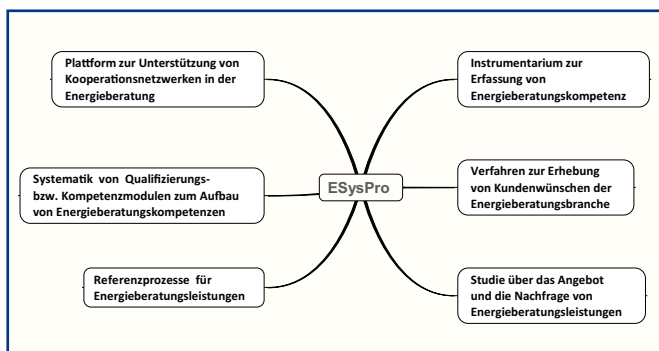 Plattform zur Unterstützung von
Kooperationsnetzwerken in der
Energieberatung
Systematik von Qualifizierungs-
bzw. Kompetenzmodulen zum Aufbau
von Energieberatungskompetenzen
Referenzprozesse für
Energieberatungsleistungen
ESysPro
Instrumentarium zur
Erfassung von
Energieberatungskompetenz
Verfahren zur Erhebung
von Kundenwünschen der
Energieberatungsbranche
Studie über das Angebot
und die Nachfrage von
Energieberatungsleistungen